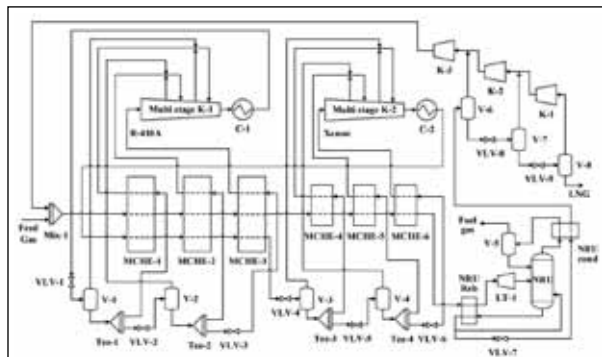 K-3
K-2
K-1
Multi stage K-1
C-1
Multi stage K-2
C-2
V-6
V-7
V-8
R-410A
Xenon
VLV-8
VLV-9
LNG
Feed
Gas
Mix-1
MCHE-1
MCHE-2
MCHE-3
MCHE-4
MCHE-5
MCHE-6
Fuel
gas
V-5
NRU
cond
VLV-1
V-1
V-2
VLV-4
V-3
V-4
NRU
Reb
NRU
Tee-1
VLV-2
Tee-2
VLV-3
Tee-3
VLV-5
Tee-4
VLV-6
VLV-7